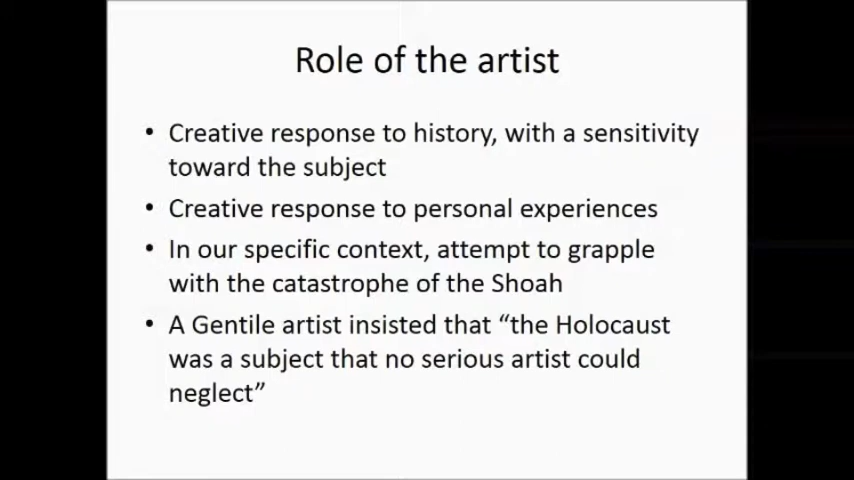 Role of the artist
• Creative response to history, with a sensitivity
toward the subject
• Creative response to personal experiences
• In our specific context, attempt to grapple
with the catastrophe of the Shoah
• A Gentile artist insisted that “the Holocaust
was a subject that no serious artist could
neglect”